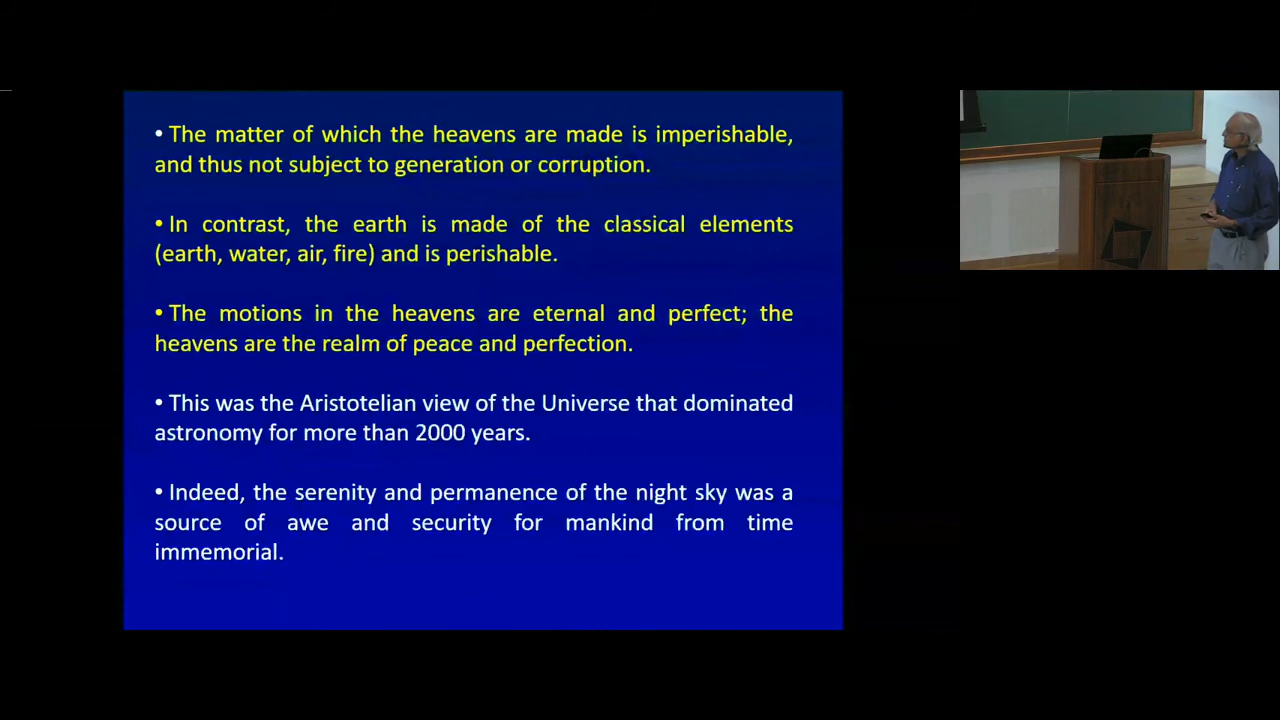 • The matter of which the heavens are made is imperishable,
and thus not subject to generation or corruption.
• In contrast, the earth is made of the classical elements
(earth, water, air, fire) and is perishable.
• The motions in the heavens are eternal and perfect; the
heavens are the realm of peace and perfection.
• This was the Aristotelian view of the Universe that dominated
astronomy for more than 2000 years.
• Indeed, the serenity and permanence of the night sky was a
source of awe and security for mankind from time
immemorial.